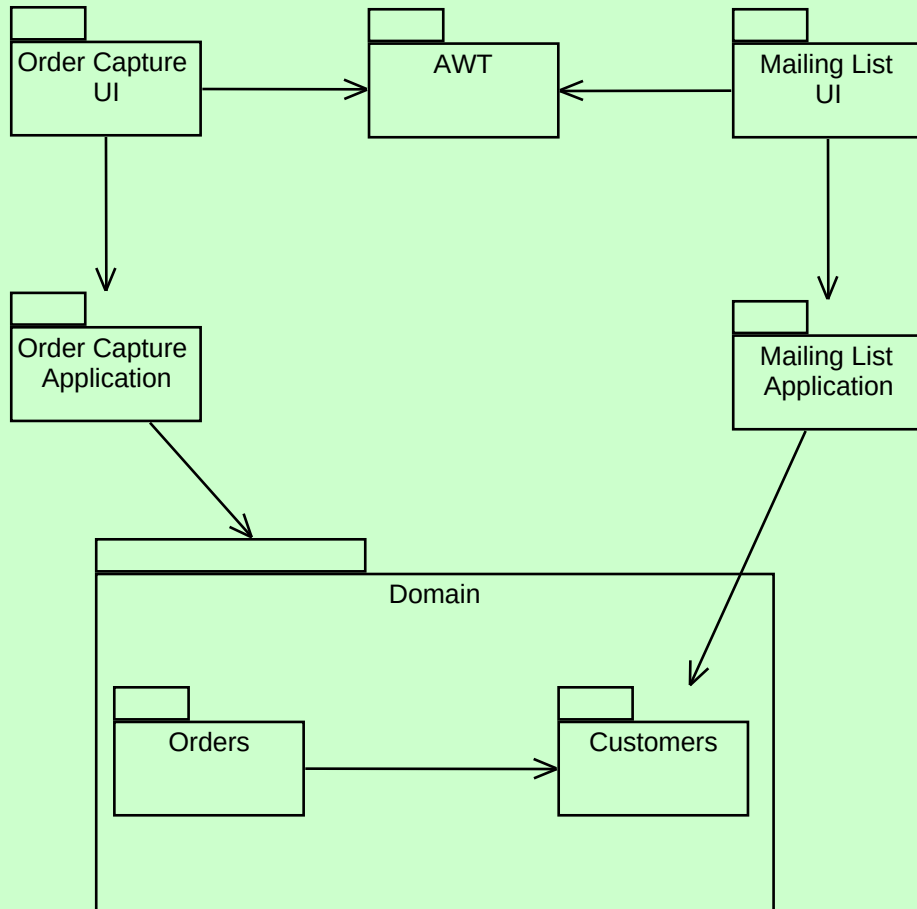 Order Capture
UI
AWT
Mailing List
UI
Order Capture
Application
Mailing List
Application
Domain
Orders
Customers